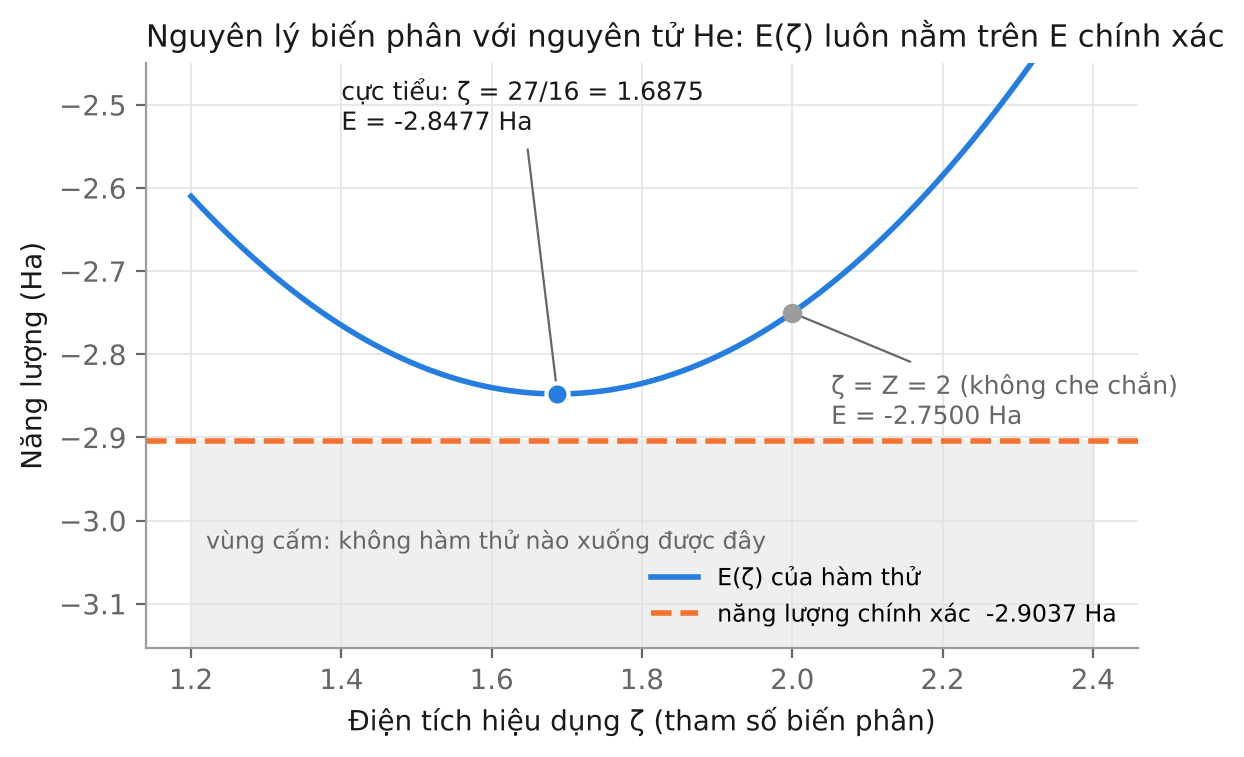 Nguyên lý biến phân với nguyên tử He: E(ζ) luôn nằm trên E chính xác
cực tiểu: ζ = 27/16 = 1.6875
E = -2.8477 Ha
−2.5
−2.6
−2.7
−2.8
−2.9
−3.0
−3.1
Năng lượng (Ha)
ζ = Z = 2 (không che chắn)
E = -2.7500 Ha
vùng cấm: không hàm thử nào xuống được đây
E(ζ) của hàm thử
năng lượng chính xác  -2.9037 Ha
1.2 1.4 1.6 1.8 2.0 2.2 2.4
Điện tích hiệu dụng ζ (tham số biến phân)